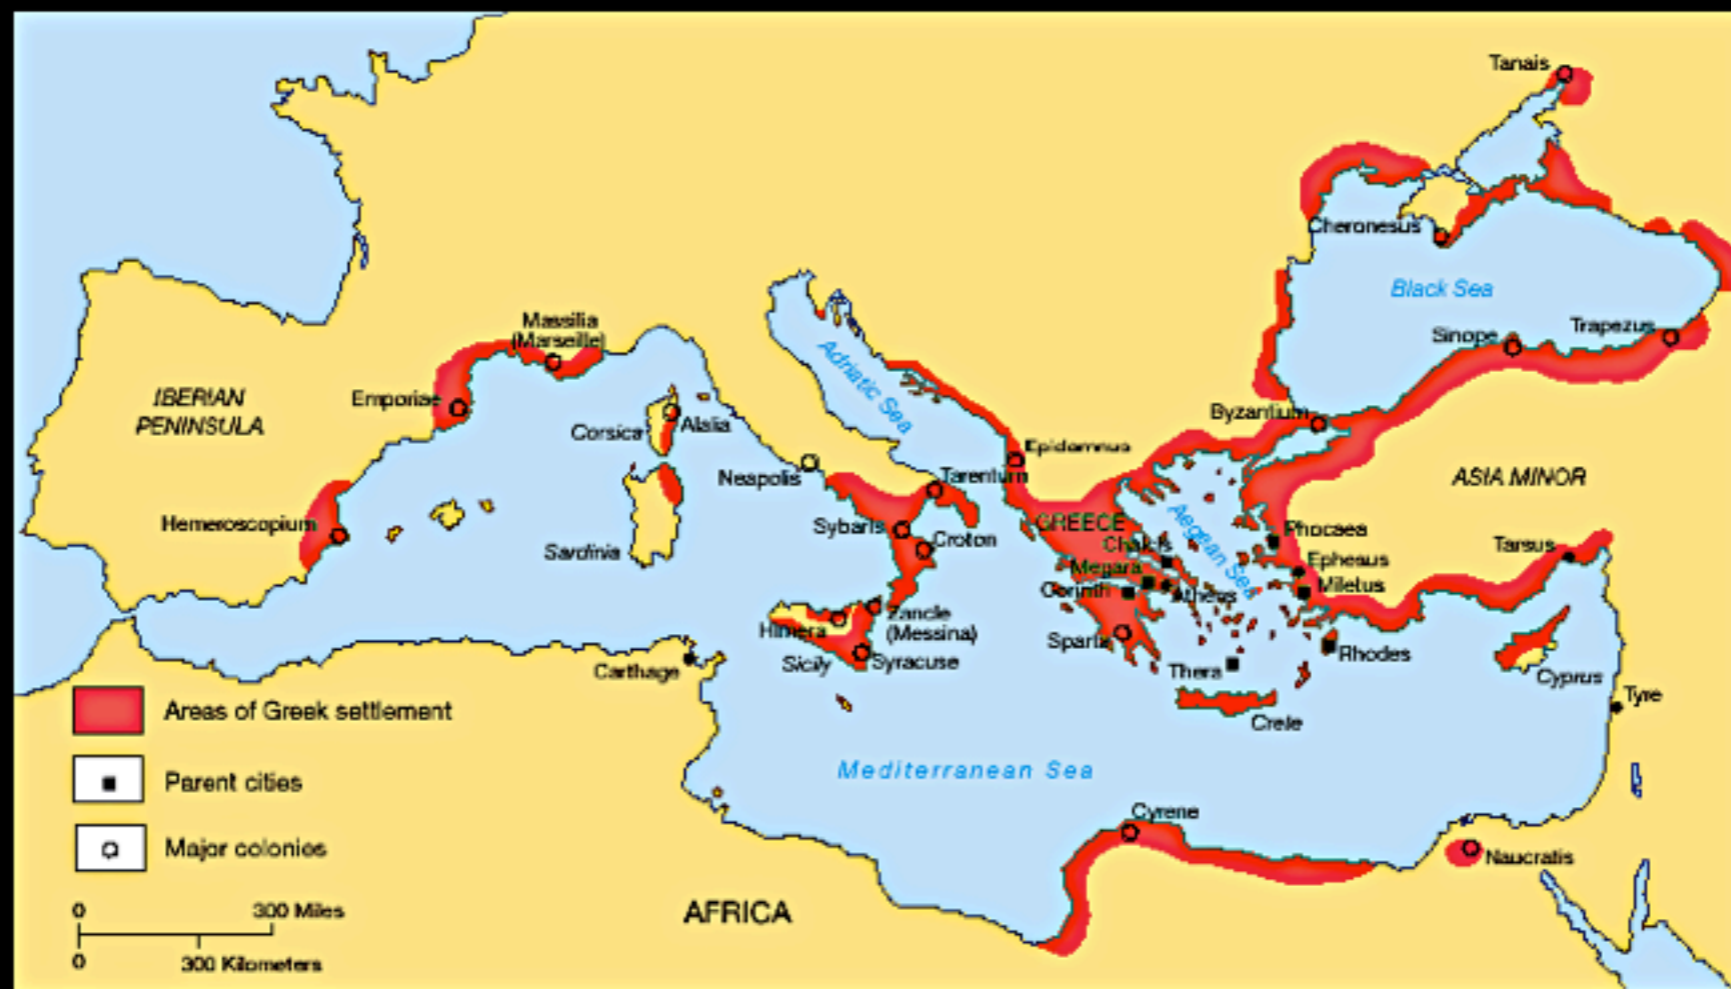 Tanais
Cheronesus
Black Sea
Massilia
(Marseille)
Sinope
Trapezus
Adriatic Sea
IBERIAN
PENINSULA
Emporiae
Byzantium
Corsica
Alalia
Epidamnus
Neapolis
Tarentum
ASIA MINOR
Hemeroscopium
Sybaris
GREECE
Aegean Sea
Phocaea
Croton
Chalcis
Tarsus
Sardinia
Ephesus
Megara
Miletus
Corinth
Athens
Zancle
(Messina)
Himera
Sparta
Rhodes
Sicily
Syracuse
Carthage
Thera
Cyprus
Tyre
Crete
Areas of Greek settlement
Mediterranean Sea
Parent cities
Cyrene
Major colonies
Naucratis
0 300 Miles
AFRICA
0 300 Kilometers